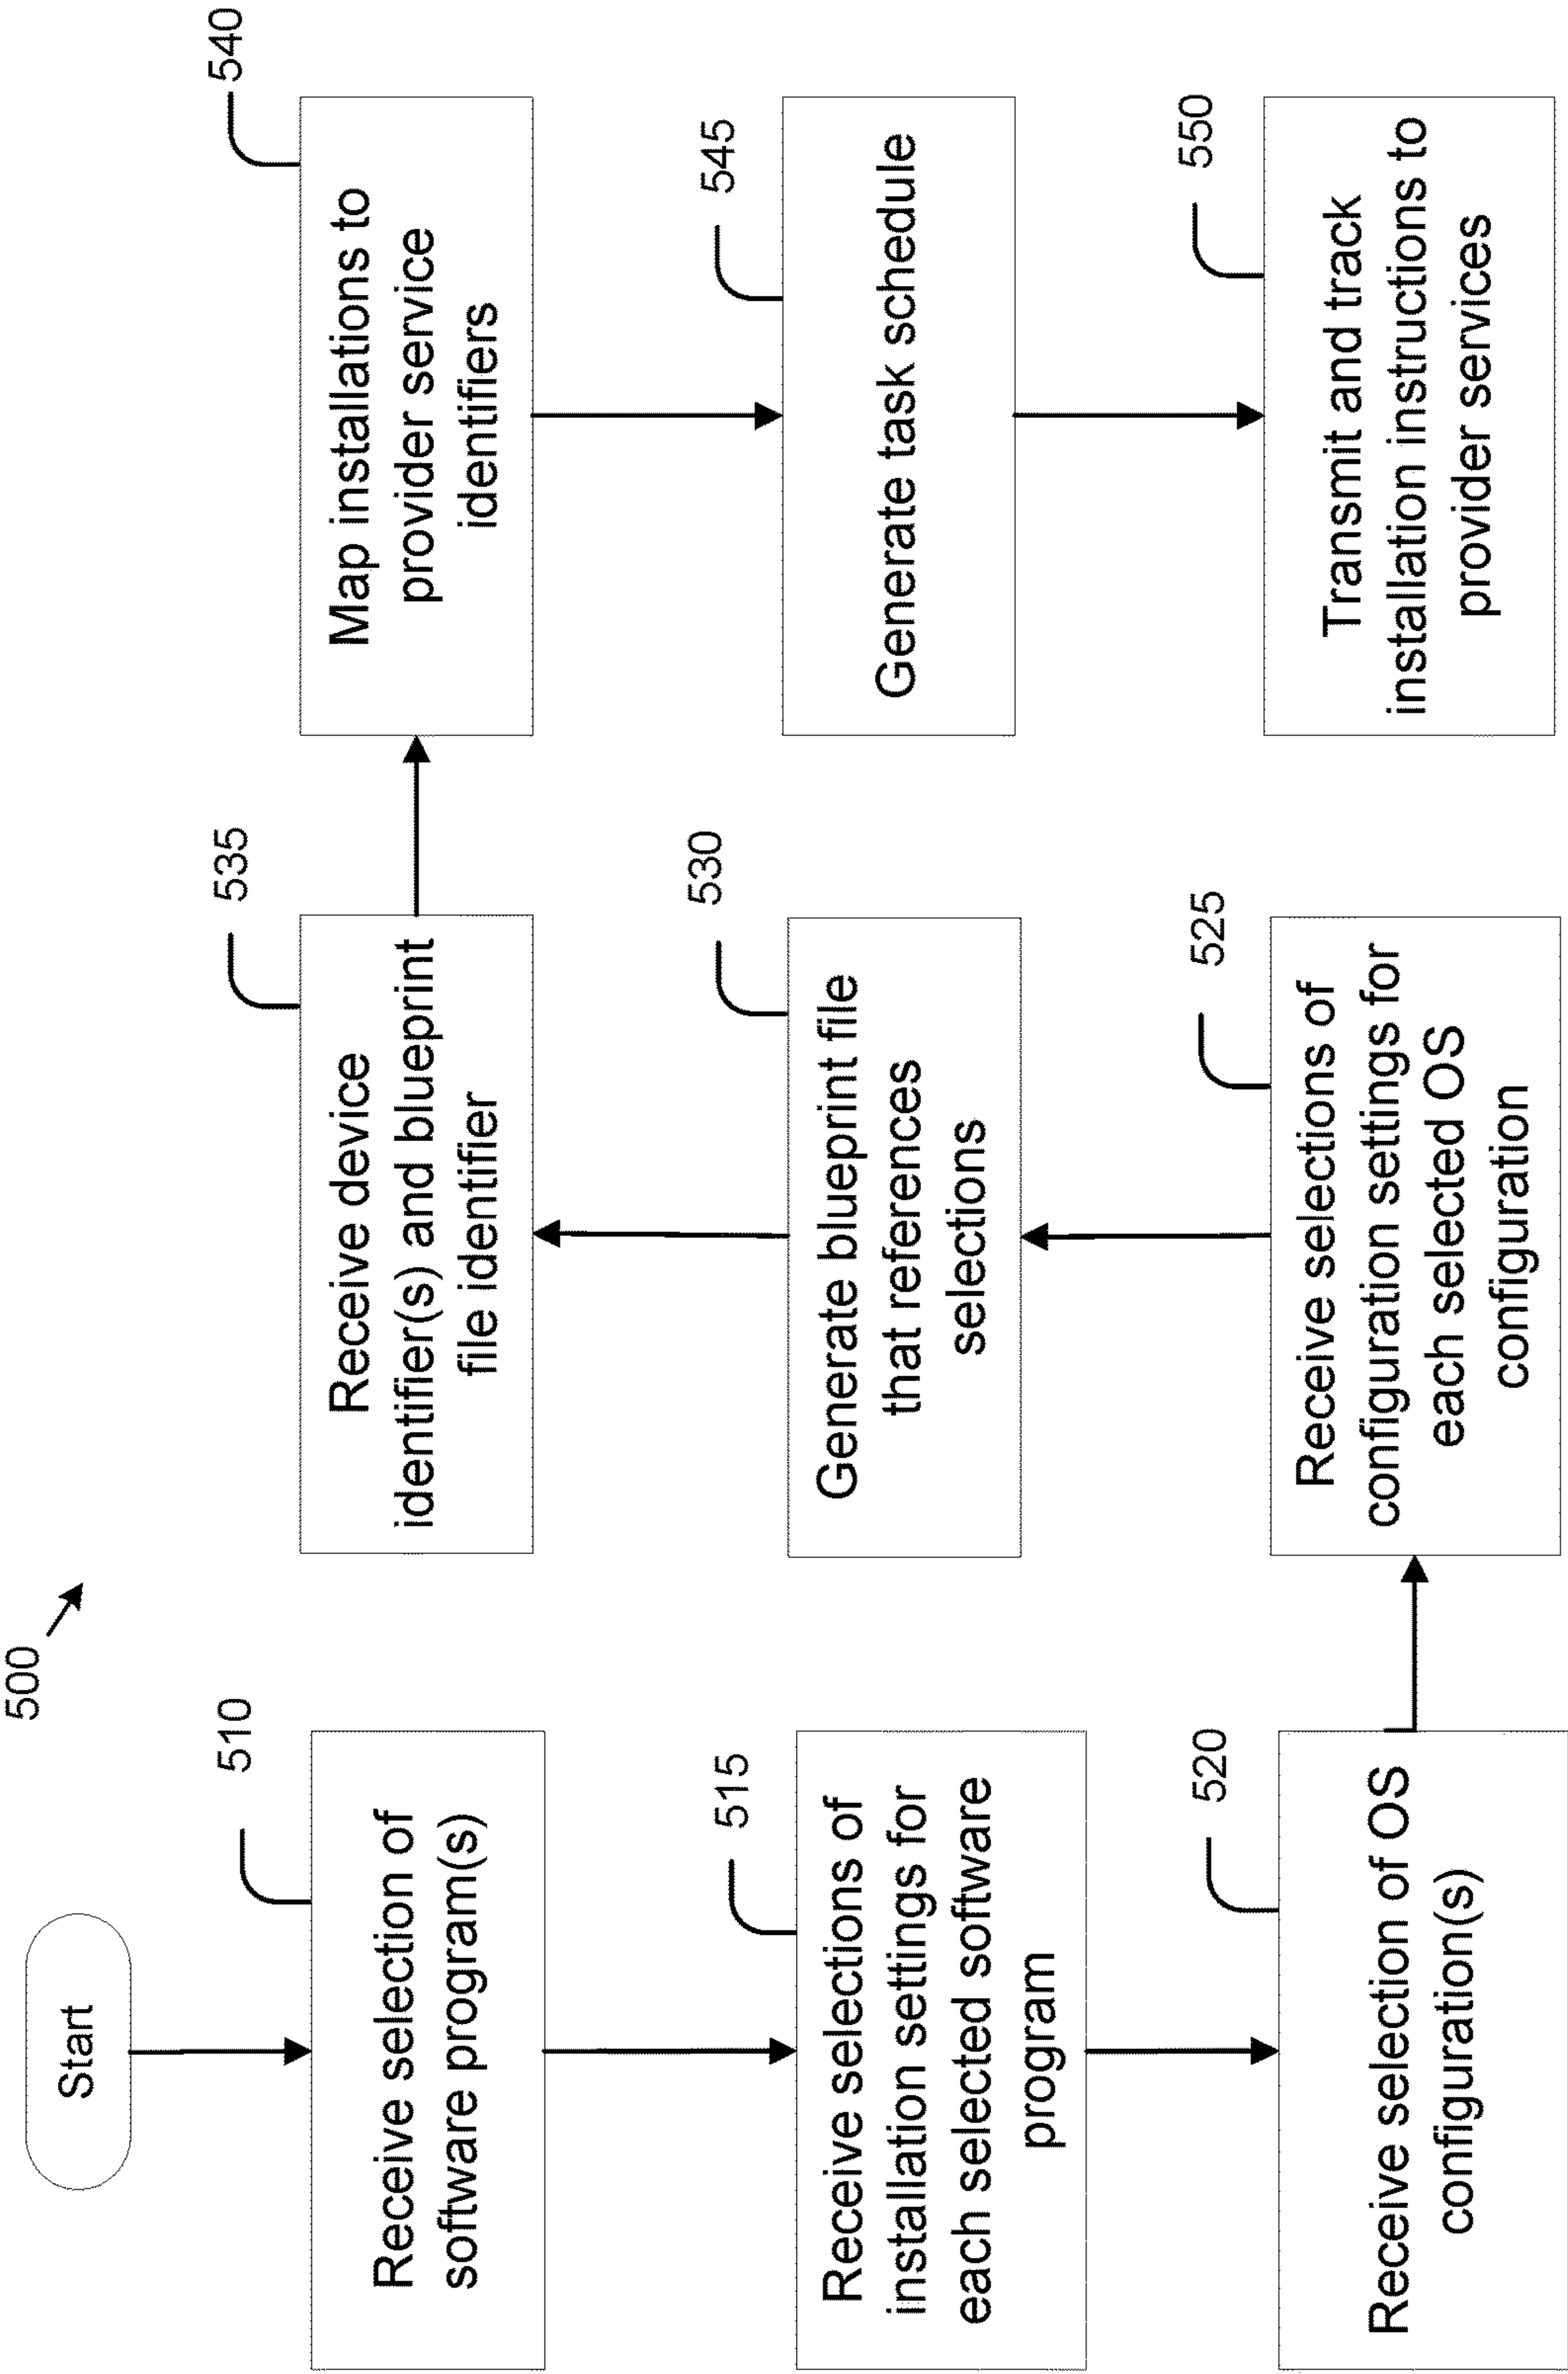 500
Start
510
Receive selection of
software program(s)
515
Receive selections of
installation settings for
each selected software
program
520
Receive selection of OS
configuration(s)
525
Receive selections of
configuration settings for
each selected OS
configuration
530
Generate blueprint file
that references
selections
535
Receive device
identifier(s) and blueprint
file identifier
540
Map installations to
provider service
identifiers
545
Generate task schedule
550
Transmit and track
installation instructions to
provider services